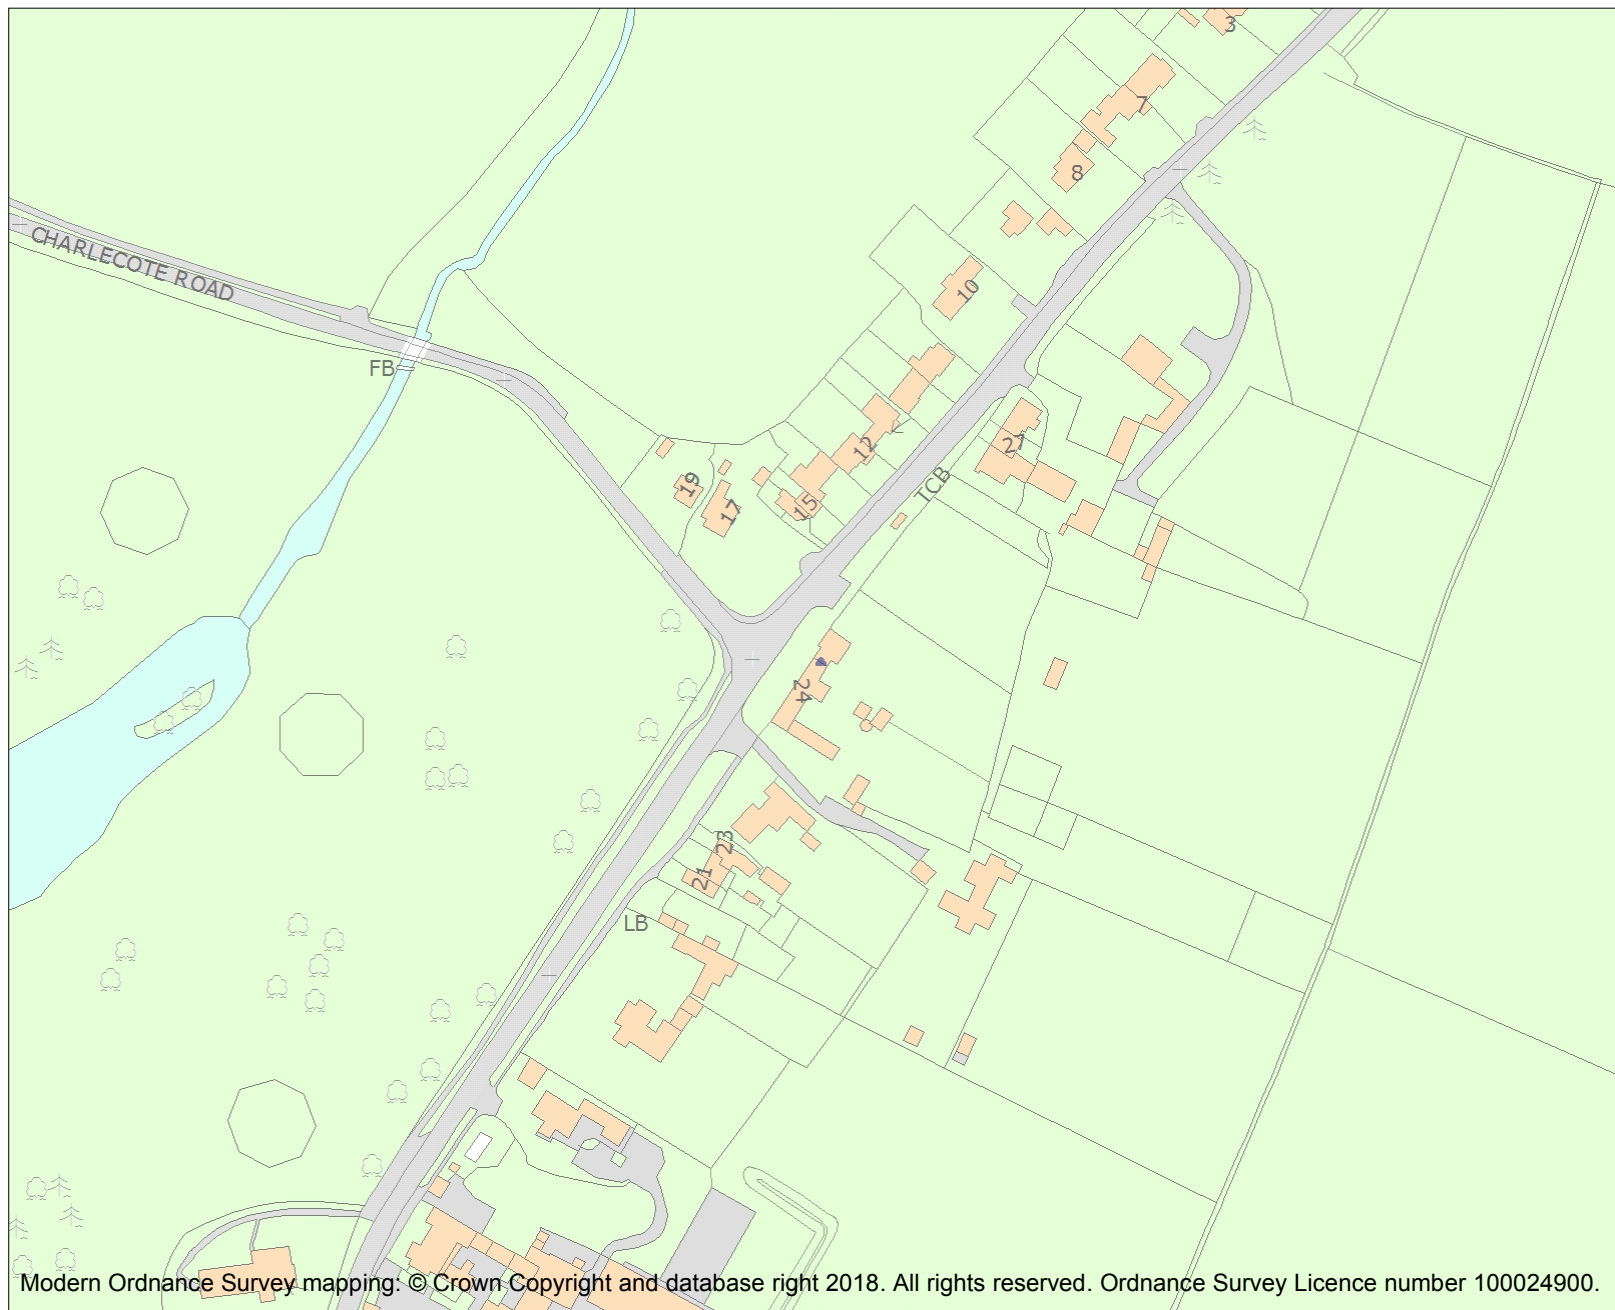 3
7
8
CHARLECOTE ROAD
10
FB
27
12
19
TCB
15
17
24
23
21
LB
Modern Ordnance Survey mapping: © Crown Copyright and database right 2018. All rights reserved. Ordnance Survey Licence number 100024900.